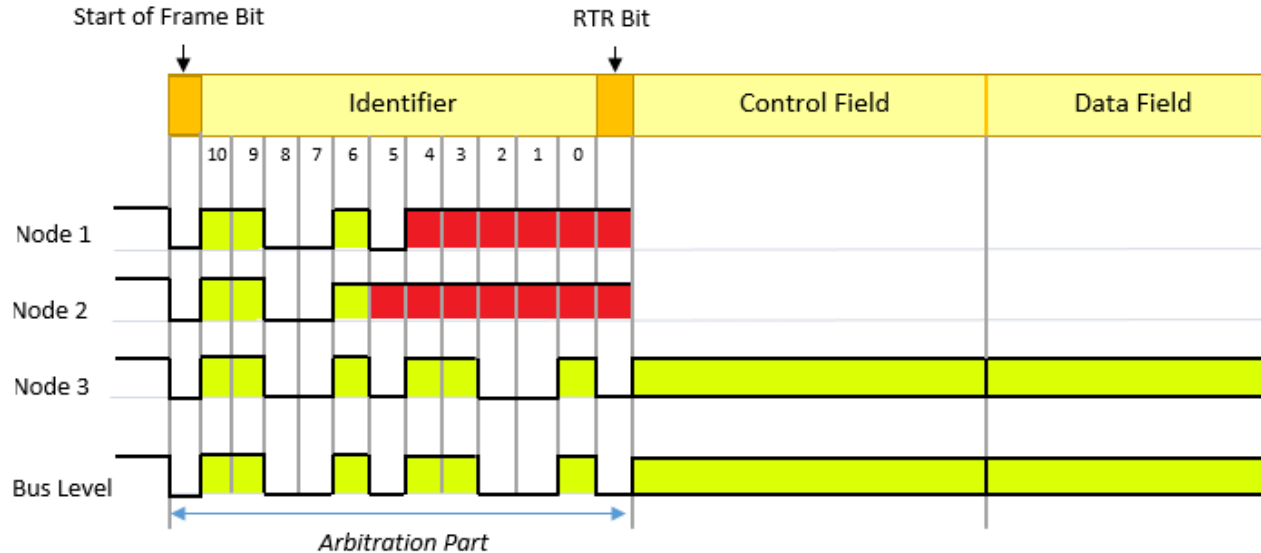 Start of Frame Bit RTR Bit
Identifier Control Field Data Field
10 9 8 7 6 5 4 3 2 1 0
Node 1
Node 2
Node 3
Bus Level
Arbitration Part